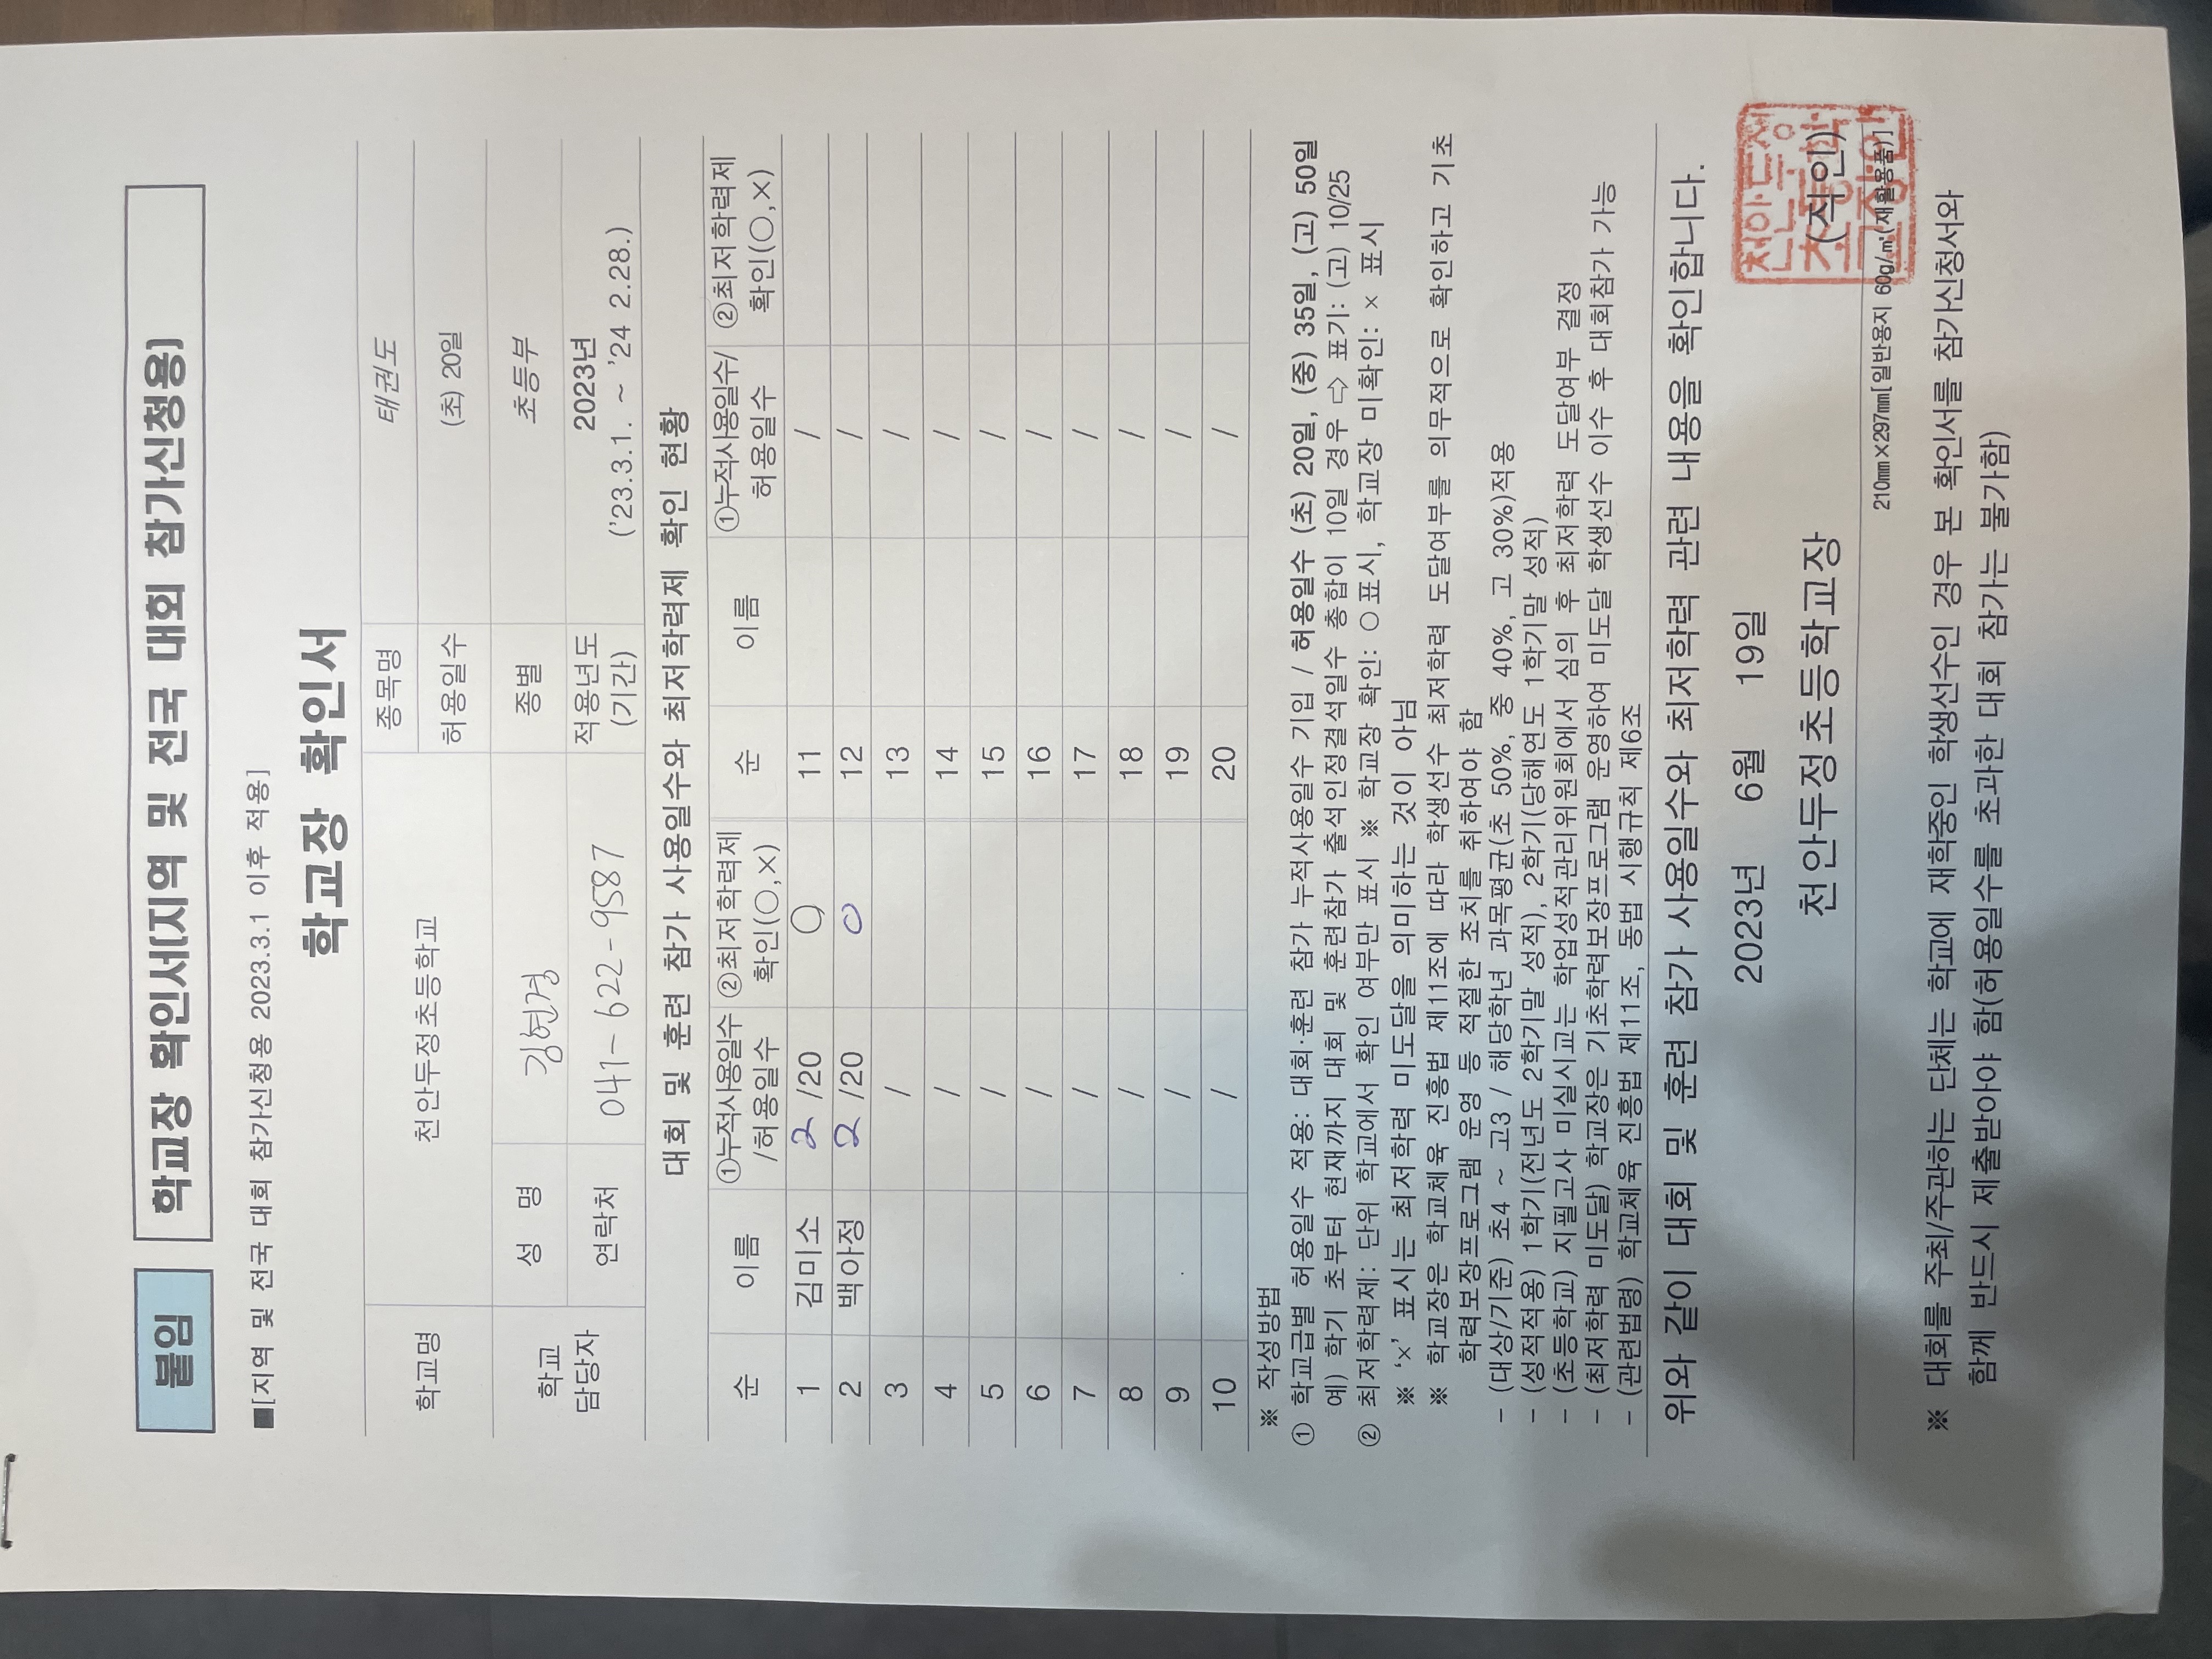 붙임
학교장 확인서[지역 및 전국 대회 참가신청용]
■[지역 및 전국 대회 참가신청용 2023.3.1 이후 적용]
학교장 확인서
학교명 천안두정초등학교 종목명 태권도
허용일수 (초) 20일
학교 담당자 성 명 김현경 종별 초등부
연락처 041-622-9587 적용년도 (기간) 2023년 ('23.3.1. ~ '24 2.28.)
대회 및 훈련 참가 사용일수와 최저학력제 확인 현황
순 이름 ①누적사용일수/허용일수 ②최저학력제 확인(○,×) 순 이름 ①누적사용일수/허용일수 ②최저학력제 확인(○,×)
1 김미소 2 /20 ○ 11 /
2 백아정 2 /20 ○ 12 /
3 / 13 /
4 / 14 /
5 / 15 /
6 / 16 /
7 / 17 /
8 / 18 /
9 / 19 /
10 / 20 /
※ 작성방법
① 학교급별 허용일수 적용: 대회·훈련 참가 누적사용일수 기입 / 허용일수 (초) 20일, (중) 35일, (고) 50일
예) 학기 초부터 현재까지 대회 및 훈련참가 출석인정결석일수 총합이 10일 경우 ⇨ 표기: (고) 10/25
② 최저학력제: 단위 학교에서 확인 여부만 표시 ※ 학교장 확인: ○ 표시, 학교장 미확인: × 표시
※ '×' 표시는 최저학력 미도달을 의미하는 것이 아님
※ 학교장은 학교체육 진흥법 제11조에 따라 학생선수 최저학력 도달여부를 의무적으로 확인하고 기초
학력보장프로그램 운영 등 적절한 조치를 취하여야 함
- (대상/기준) 초4 ~ 고3 / 해당학년 과목평균(초 50%, 중 40%, 고 30%)적용
- (성적적용) 1학기(전년도 2학기말 성적), 2학기(당해연도 1학기말 성적)
- (초등학교) 지필고사 미실시교는 학업성적관리위원회에서 심의 후 최저학력 도달여부 결정
- (최저학력 미도달) 학교장은 기초학력보장프로그램 운영하여 미도달 학생선수 이수 후 대회참가 가능
- (관련법령) 학교체육 진흥법 제11조, 동법 시행규칙 제6조
위와 같이 대회 및 훈련 참가 사용일수와 최저학력 관련 내용을 확인합니다.
2023년 6월 19일
천안두정초등학교장 (직인)
천안두정
초등학
교장인
210㎜×297㎜[일반용지 60g/㎡(재활용품)]
※ 대회를 주최/주관하는 단체는 학교에 재학중인 학생선수인 경우 본 확인서를 참가신청서와
함께 반드시 제출받아야 함(허용일수를 초과한 대회 참가는 불가함)